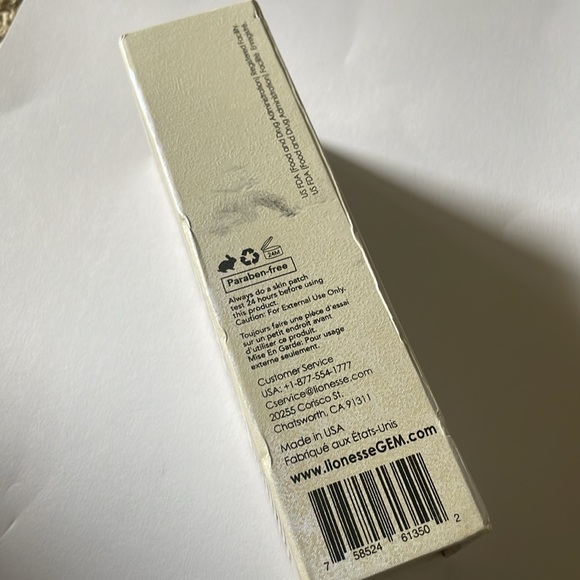 US FDA (Food and Drug Administration) Registered Facility
US FDA (Food and Drug Administration) Facilité
24M
Paraben-free
Always do a skin patch
test 24 hours before using
this product.
Caution: For External Use Only.
Toujours faire une pièce d'essai
sur un petit endroit avant
d'utiliser ce produit.
Mise En Garde: Pour usage
externe seulement.
Customer Service
USA: +1-877-554-1777
Cservice@lionesse.com
20255 Corisco St.
Chatsworth, CA 91311
Made in USA
Fabriqué aux États-Unis
www.lionesseGEM.com
7 58524 61350 2